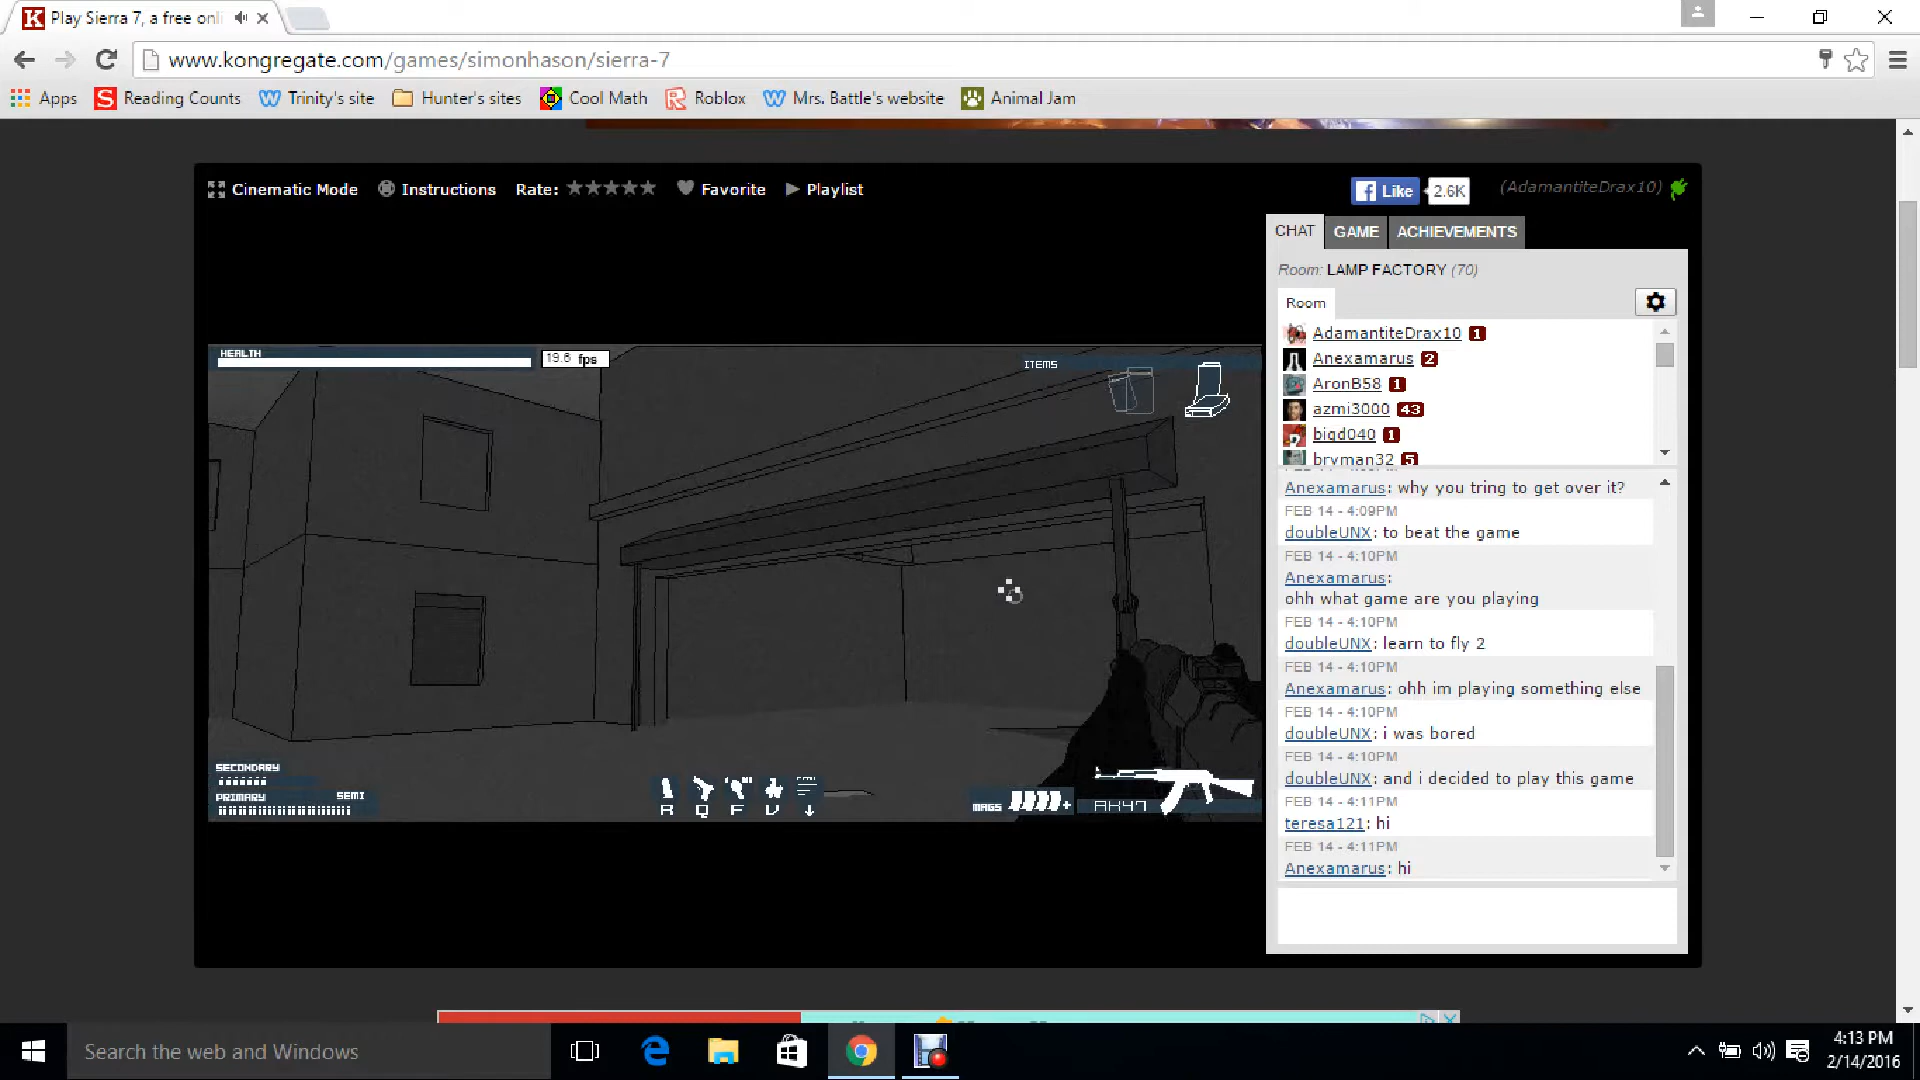 Play Sierra 7, a free onl
www.kongregate.com/games/simonhason/sierra-7
Apps Reading Counts Trinity's site Hunter's sites Cool Math Roblox Mrs. Battle's website Animal Jam
Cinematic Mode Instructions Rate: Favorite Playlist
Like 2.6K (AdamantiteDrax10)
CHAT GAME ACHIEVEMENTS
Room: LAMP FACTORY (70)
Room
AdamantiteDrax10 1
Anexamarus 2
AronB58 1
azmi3000 43
bigd040 1
bryman32 5
Anexamarus: why you tring to get over it?
FEB 14 - 4:09PM
doubleUNX: to beat the game
FEB 14 - 4:10PM
Anexamarus:
ohh what game are you playing
FEB 14 - 4:10PM
doubleUNX: learn to fly 2
FEB 14 - 4:10PM
Anexamarus: ohh im playing something else
FEB 14 - 4:10PM
doubleUNX: i was bored
FEB 14 - 4:10PM
doubleUNX: and i decided to play this game
FEB 14 - 4:11PM
teresa121: hi
FEB 14 - 4:11PM
Anexamarus: hi
HEALTH
19.6 fps
ITEMS
SECONDARY
PRIMARY SEMI
R Q F V
MAGS + AK47
Search the web and Windows
4:13 PM
2/14/2016